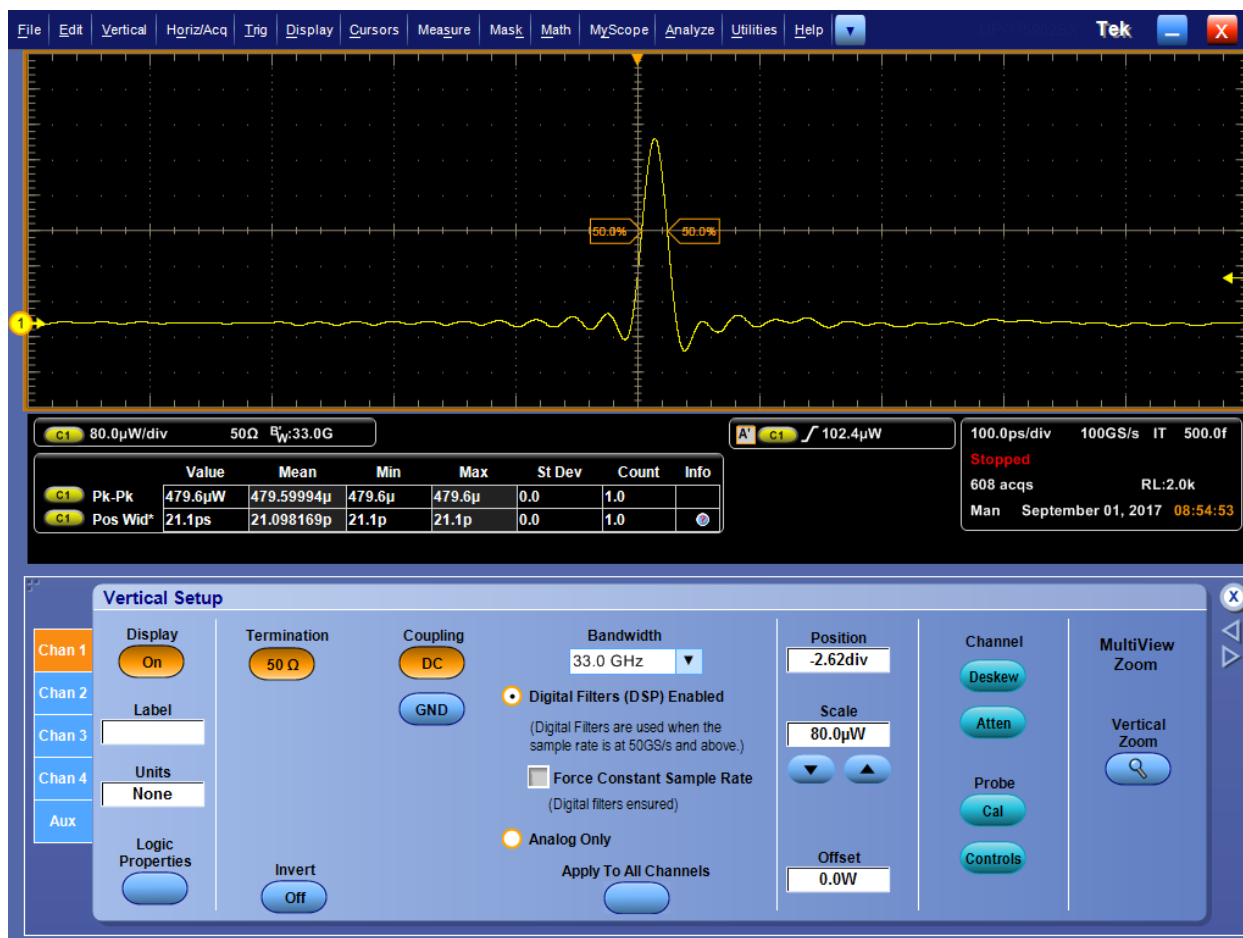 File Edit Vertical Horiz/Acq Trig Display Cursors Measure Mask Math MyScope Analyze Utilities Help Tek X
50.0% 50.0%
1
C1 80.0µW/div 50Ω BW:33.0G
A' C1 102.4µW
100.0ps/div 100GS/s IT 500.0f
Stopped
608 acqs RL:2.0k
Man September 01, 2017 08:54:53
Value Mean Min Max St Dev Count Info
C1 Pk-Pk 479.6µW 479.59994µ 479.6µ 479.6µ 0.0 1.0
C1 Pos Wid* 21.1ps 21.098169p 21.1p 21.1p 0.0 1.0
Vertical Setup
X
Chan 1
Chan 2
Chan 3
Chan 4
Aux
Display
On
Label
Units
None
Logic
Properties
Termination
50 Ω
Invert
Off
Coupling
DC
GND
Bandwidth
33.0 GHz
Digital Filters (DSP) Enabled
(Digital Filters are used when the
sample rate is at 50GS/s and above.)
Force Constant Sample Rate
(Digital filters ensured)
Analog Only
Apply To All Channels
Position
-2.62div
Scale
80.0µW
Offset
0.0W
Channel
Deskew
Atten
Probe
Cal
Controls
MultiView
Zoom
Vertical
Zoom